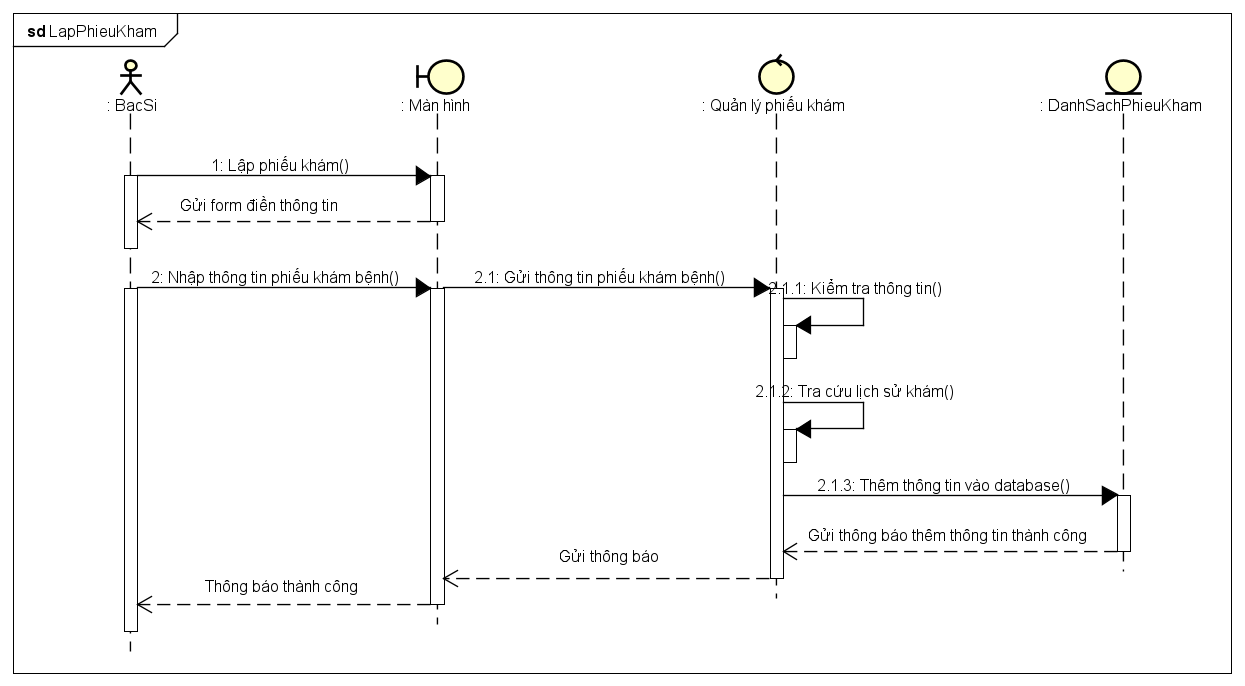 sd LapPhieuKham
: BacSi
: Màn hình
: Quản lý phiếu khám
: DanhSachPhieuKham
1: Lập phiếu khám()
Gửi form điền thông tin
2: Nhập thông tin phiếu khám bệnh()
2.1: Gửi thông tin phiếu khám bệnh()
2.1.1: Kiểm tra thông tin()
2.1.2: Tra cứu lịch sử khám()
2.1.3: Thêm thông tin vào database()
Gửi thông báo thêm thông tin thành công
Gửi thông báo
Thông báo thành công